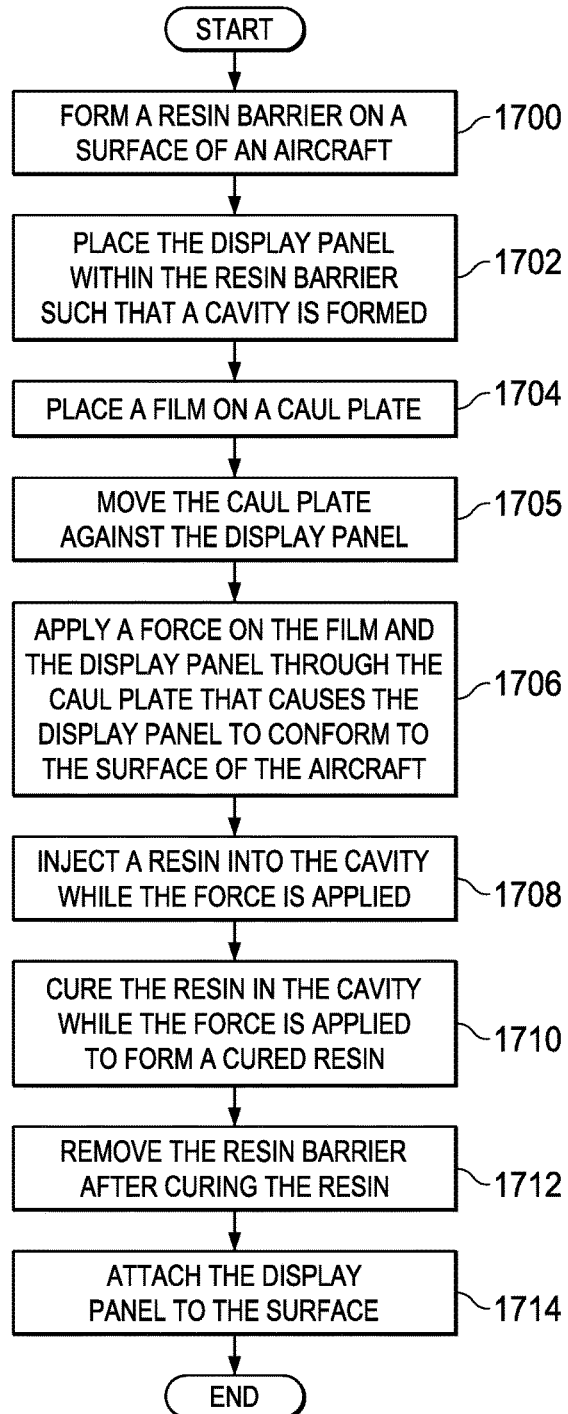 START
FORM A RESIN BARRIER ON A
SURFACE OF AN AIRCRAFT
1700
PLACE THE DISPLAY PANEL
WITHIN THE RESIN BARRIER
SUCH THAT A CAVITY IS FORMED
1702
PLACE A FILM ON A CAUL PLATE
1704
MOVE THE CAUL PLATE
AGAINST THE DISPLAY PANEL
1705
APPLY A FORCE ON THE FILM AND
THE DISPLAY PANEL THROUGH THE
CAUL PLATE THAT CAUSES THE
DISPLAY PANEL TO CONFORM TO
THE SURFACE OF THE AIRCRAFT
1706
INJECT A RESIN INTO THE CAVITY
WHILE THE FORCE IS APPLIED
1708
CURE THE RESIN IN THE CAVITY
WHILE THE FORCE IS APPLIED
TO FORM A CURED RESIN
1710
REMOVE THE RESIN BARRIER
AFTER CURING THE RESIN
1712
ATTACH THE DISPLAY
PANEL TO THE SURFACE
1714
END